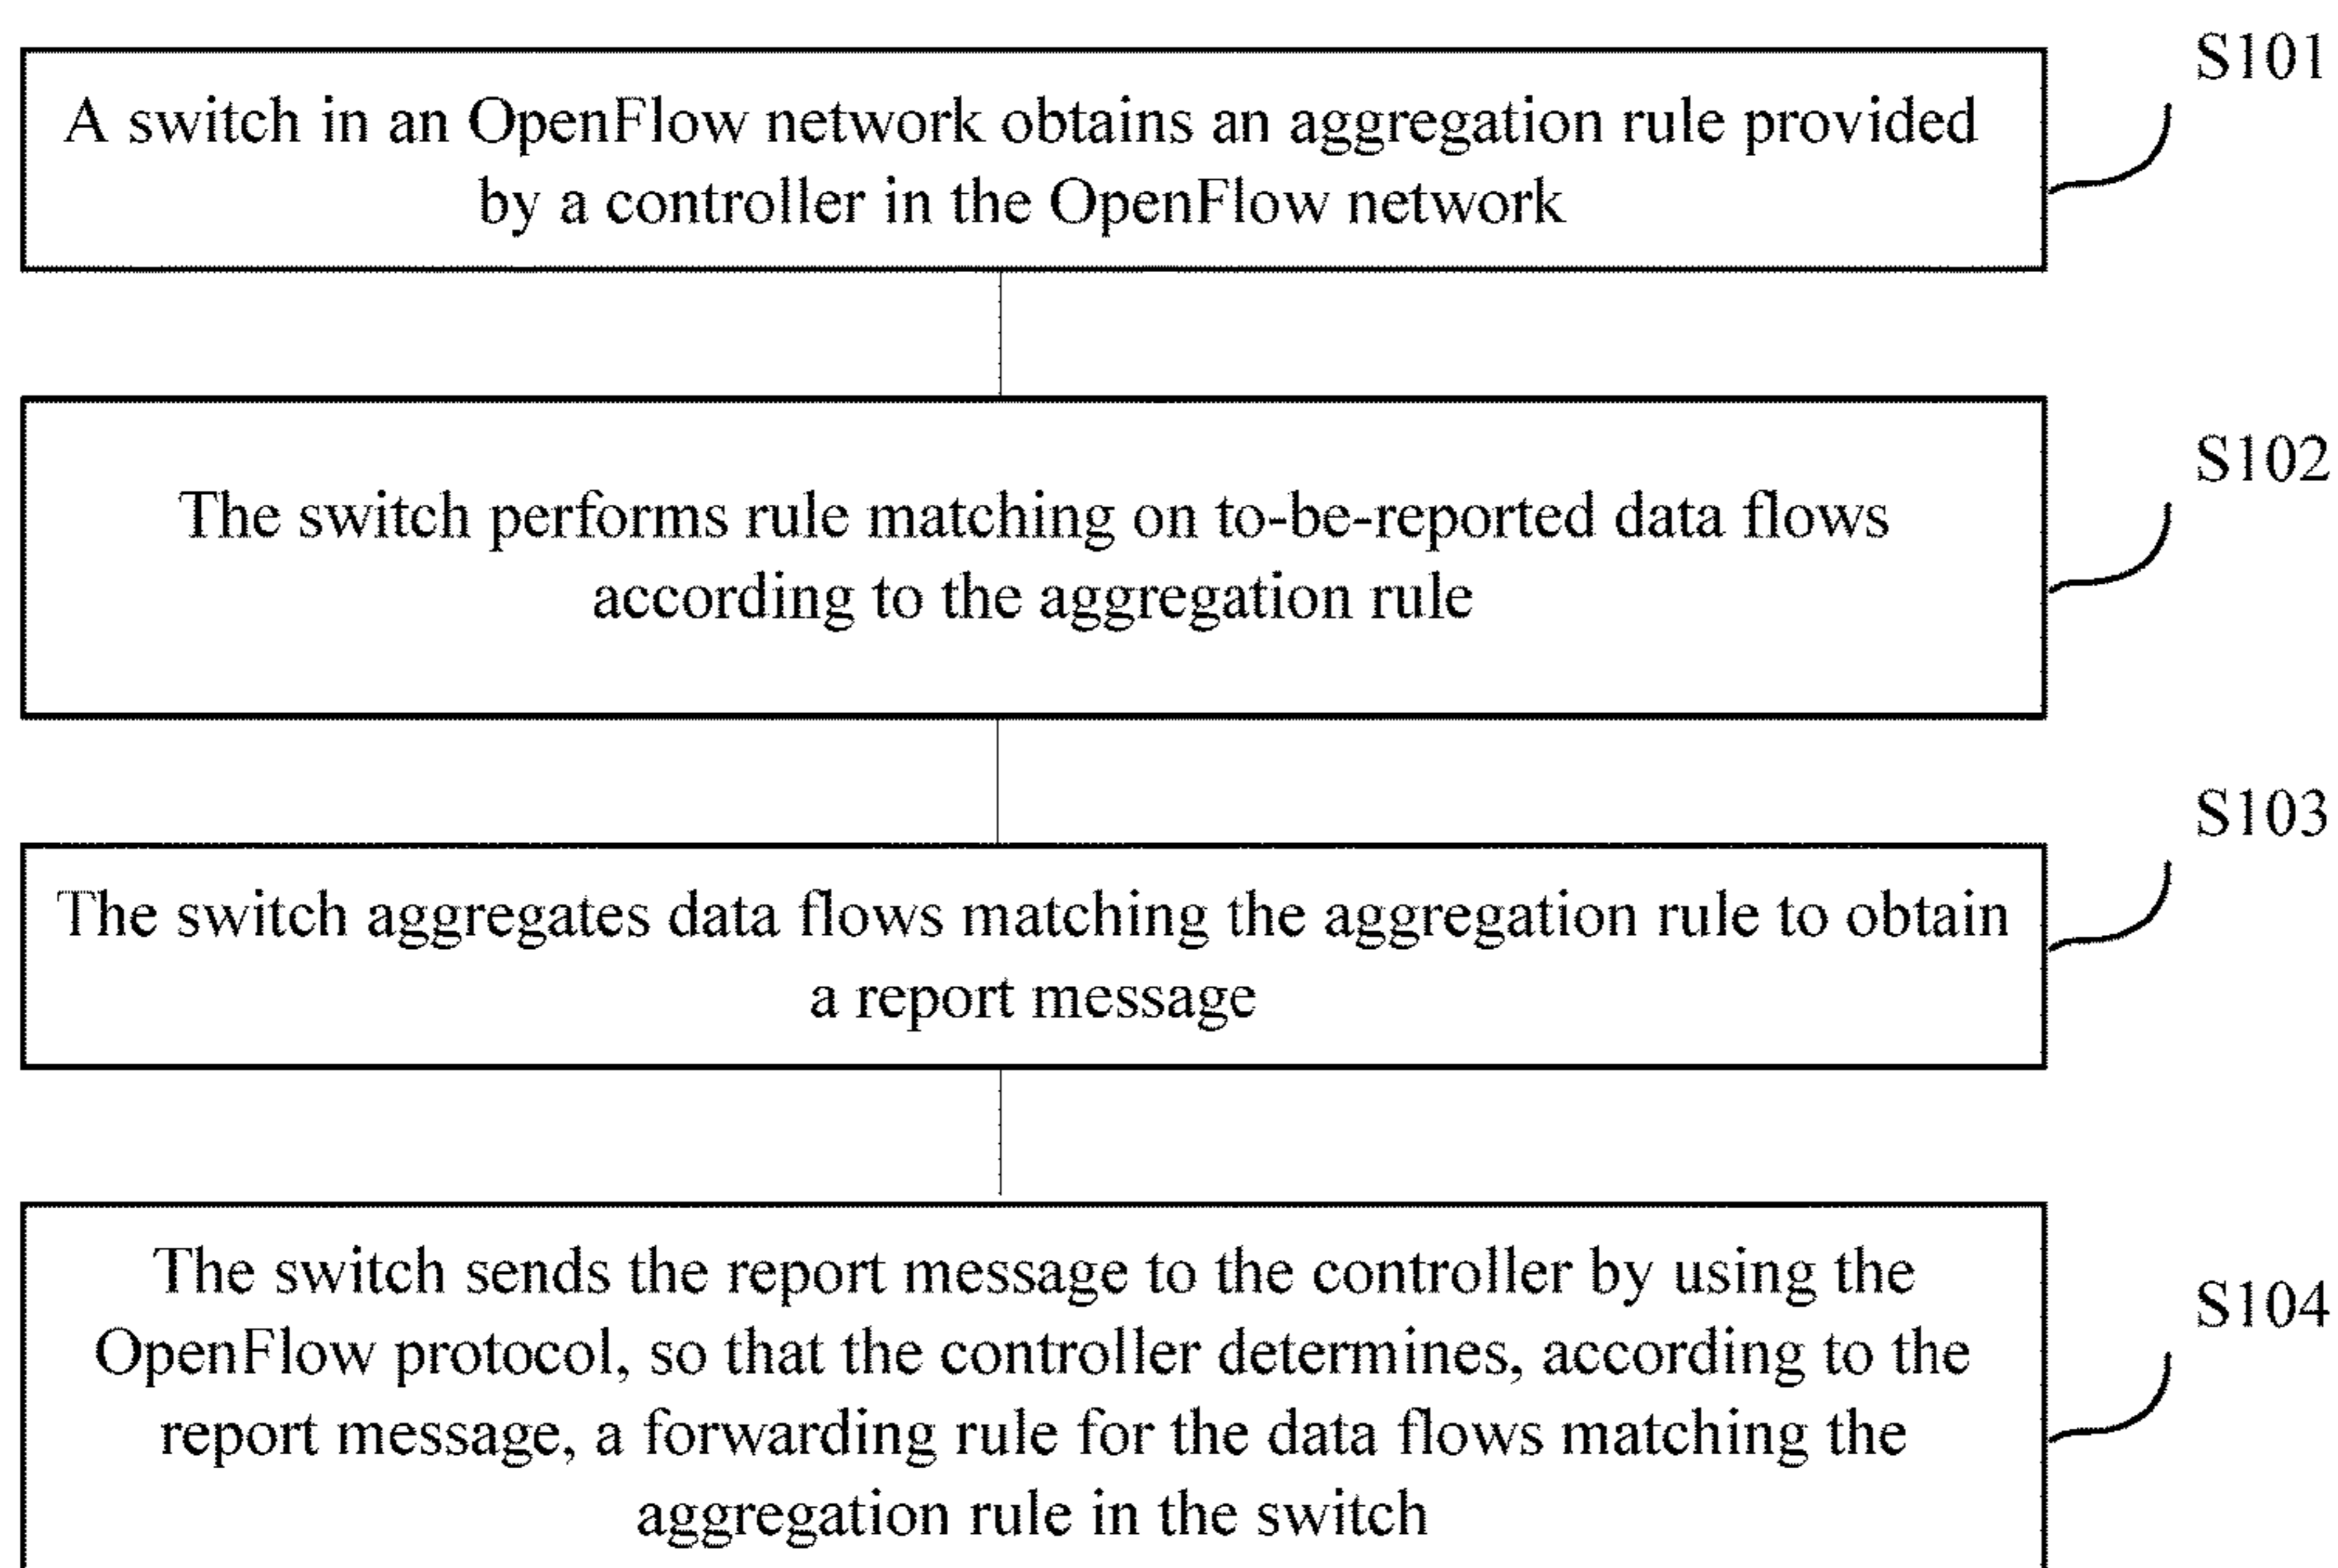 S101
A switch in an OpenFlow network obtains an aggregation rule provided
by a controller in the OpenFlow network
S102
The switch performs rule matching on to-be-reported data flows
according to the aggregation rule
S103
The switch aggregates data flows matching the aggregation rule to obtain
a report message
S104
The switch sends the report message to the controller by using the
OpenFlow protocol, so that the controller determines, according to the
report message, a forwarding rule for the data flows matching the
aggregation rule in the switch